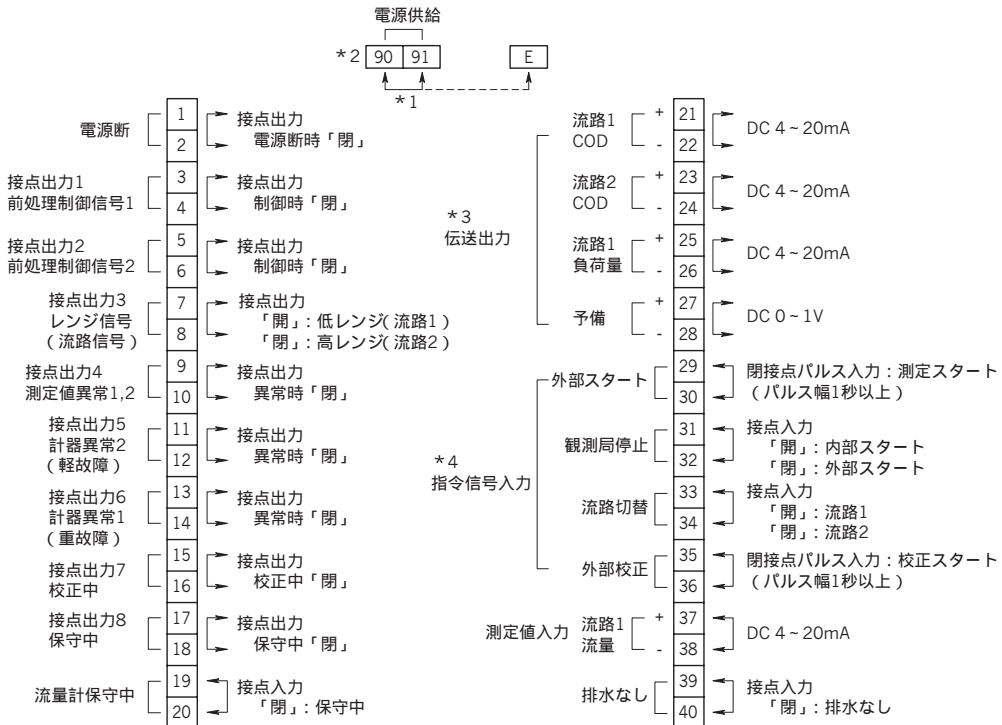 電源供給
*2 90 91 E
*1
電源断
1
2
接点出力
電源断時「閉」
接点出力1
前処理制御信号1
3
4
接点出力
制御時「閉」
接点出力2
前処理制御信号2
5
6
接点出力
制御時「閉」
接点出力3
レンジ信号
(流路信号)
7
8
接点出力
「開」:低レンジ(流路1)
「閉」:高レンジ(流路2)
接点出力4
測定値異常1,2
9
10
接点出力
異常時「閉」
接点出力5
計器異常2
(軽故障)
11
12
接点出力
異常時「閉」
接点出力6
計器異常1
(重故障)
13
14
接点出力
異常時「閉」
接点出力7
校正中
15
16
接点出力
校正中「閉」
接点出力8
保守中
17
18
接点出力
保守中「閉」
流量計保守中
19
20
接点入力
「閉」:保守中
*3
伝送出力
流路1
COD
+ 21
- 22
DC 4~20mA
流路2
COD
+ 23
- 24
DC 4~20mA
流路1
負荷量
+ 25
- 26
DC 4~20mA
予備
+ 27
- 28
DC 0~1V
*4
指令信号入力
外部スタート
29
30
閉接点パルス入力:測定スタート
(パルス幅1秒以上)
観測局停止
31
32
接点入力
「開」:内部スタート
「閉」:外部スタート
流路切替
33
34
接点入力
「開」:流路1
「閉」:流路2
外部校正
35
36
閉接点パルス入力:校正スタート
(パルス幅1秒以上)
測定値入力
流路1
流量
+ 37
- 38
DC 4~20mA
排水なし
39
40
接点入力
「閉」:排水なし